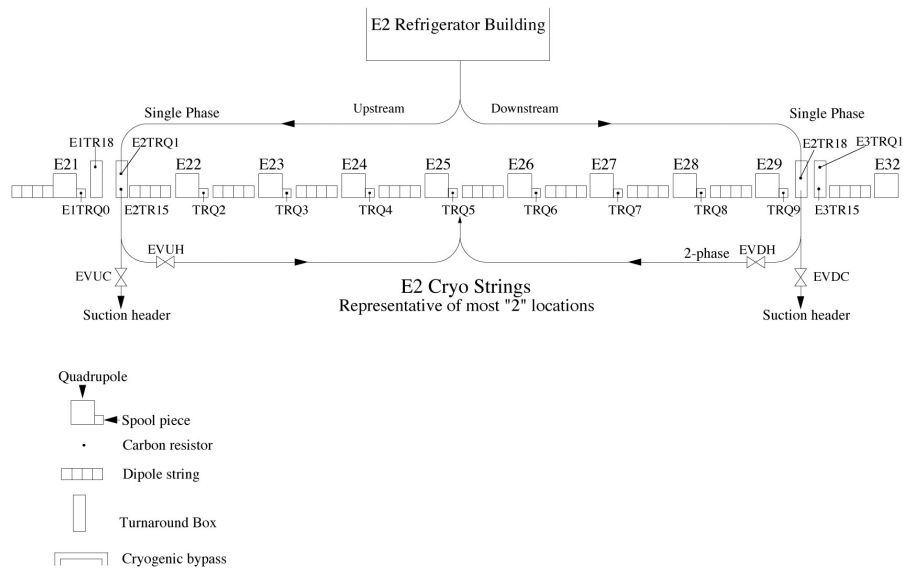 E2 Refrigerator Building
Single Phase
Upstream
Downstream
Single Phase
E1TR18
E2TRQ1
E2TR18
E3TRQ1
E21
E22
E23
E24
E25
E26
E27
E28
E29
E32
E1TRQ0
E2TR15
TRQ2
TRQ3
TRQ4
TRQ5
TRQ6
TRQ7
TRQ8
TRQ9
E3TR15
EVUH
2-phase
EVDH
EVUC
EVDC
E2 Cryo Strings
Representative of most "2" locations
Suction header
Suction header
Quadrupole
Spool piece
Carbon resistor
Dipole string
Turnaround Box
Cryogenic bypass